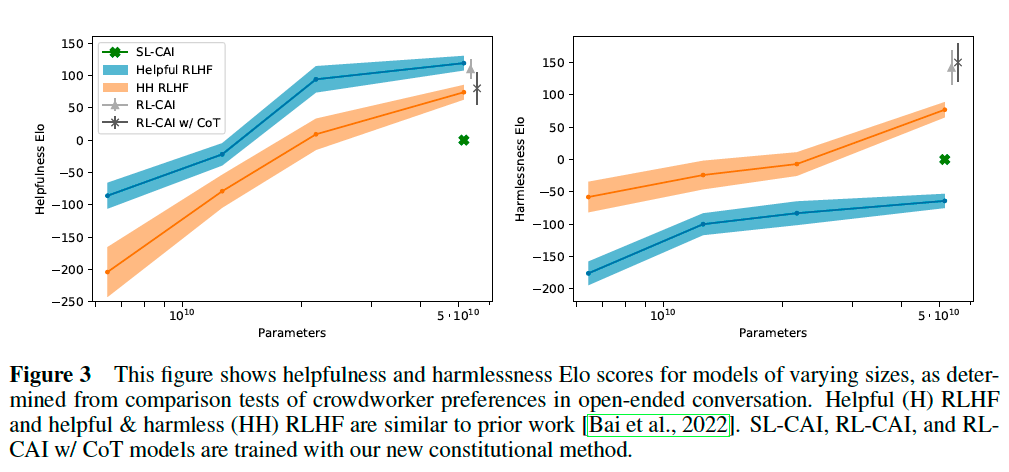 150
100
50
0
−50
−100
−150
−200
−250
Helpfulness Elo
SL-CAI
Helpful RLHF
HH RLHF
RL-CAI
RL-CAI w/ CoT
10^10
5 · 10^10
Parameters
150
100
50
0
−50
−100
−150
−200
Harmlessness Elo
10^10
5 · 10^10
Parameters
Figure 3 This figure shows helpfulness and harmlessness Elo scores for models of varying sizes, as deter-
mined from comparison tests of crowdworker preferences in open-ended conversation. Helpful (H) RLHF
and helpful & harmless (HH) RLHF are similar to prior work [Bai et al., 2022]. SL-CAI, RL-CAI, and RL-
CAI w/ CoT models are trained with our new constitutional method.